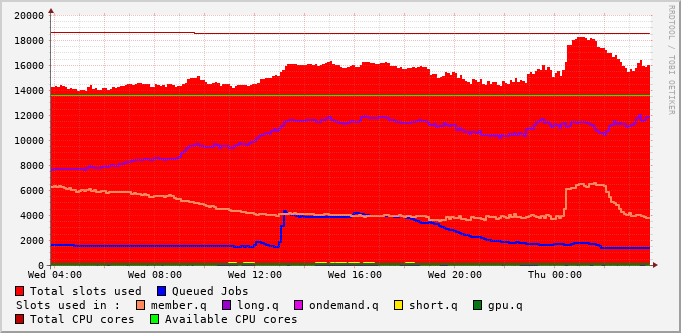 20000
18000
16000
14000
12000
10000
8000
6000
4000
2000
0
Wed 04:00 Wed 08:00 Wed 12:00 Wed 16:00 Wed 20:00 Thu 00:00
Total slots used Queued Jobs
Slots used in : member.q long.q ondemand.q short.q gpu.q
Total CPU cores Available CPU cores
RRDTOOL / TOBI OETIKER